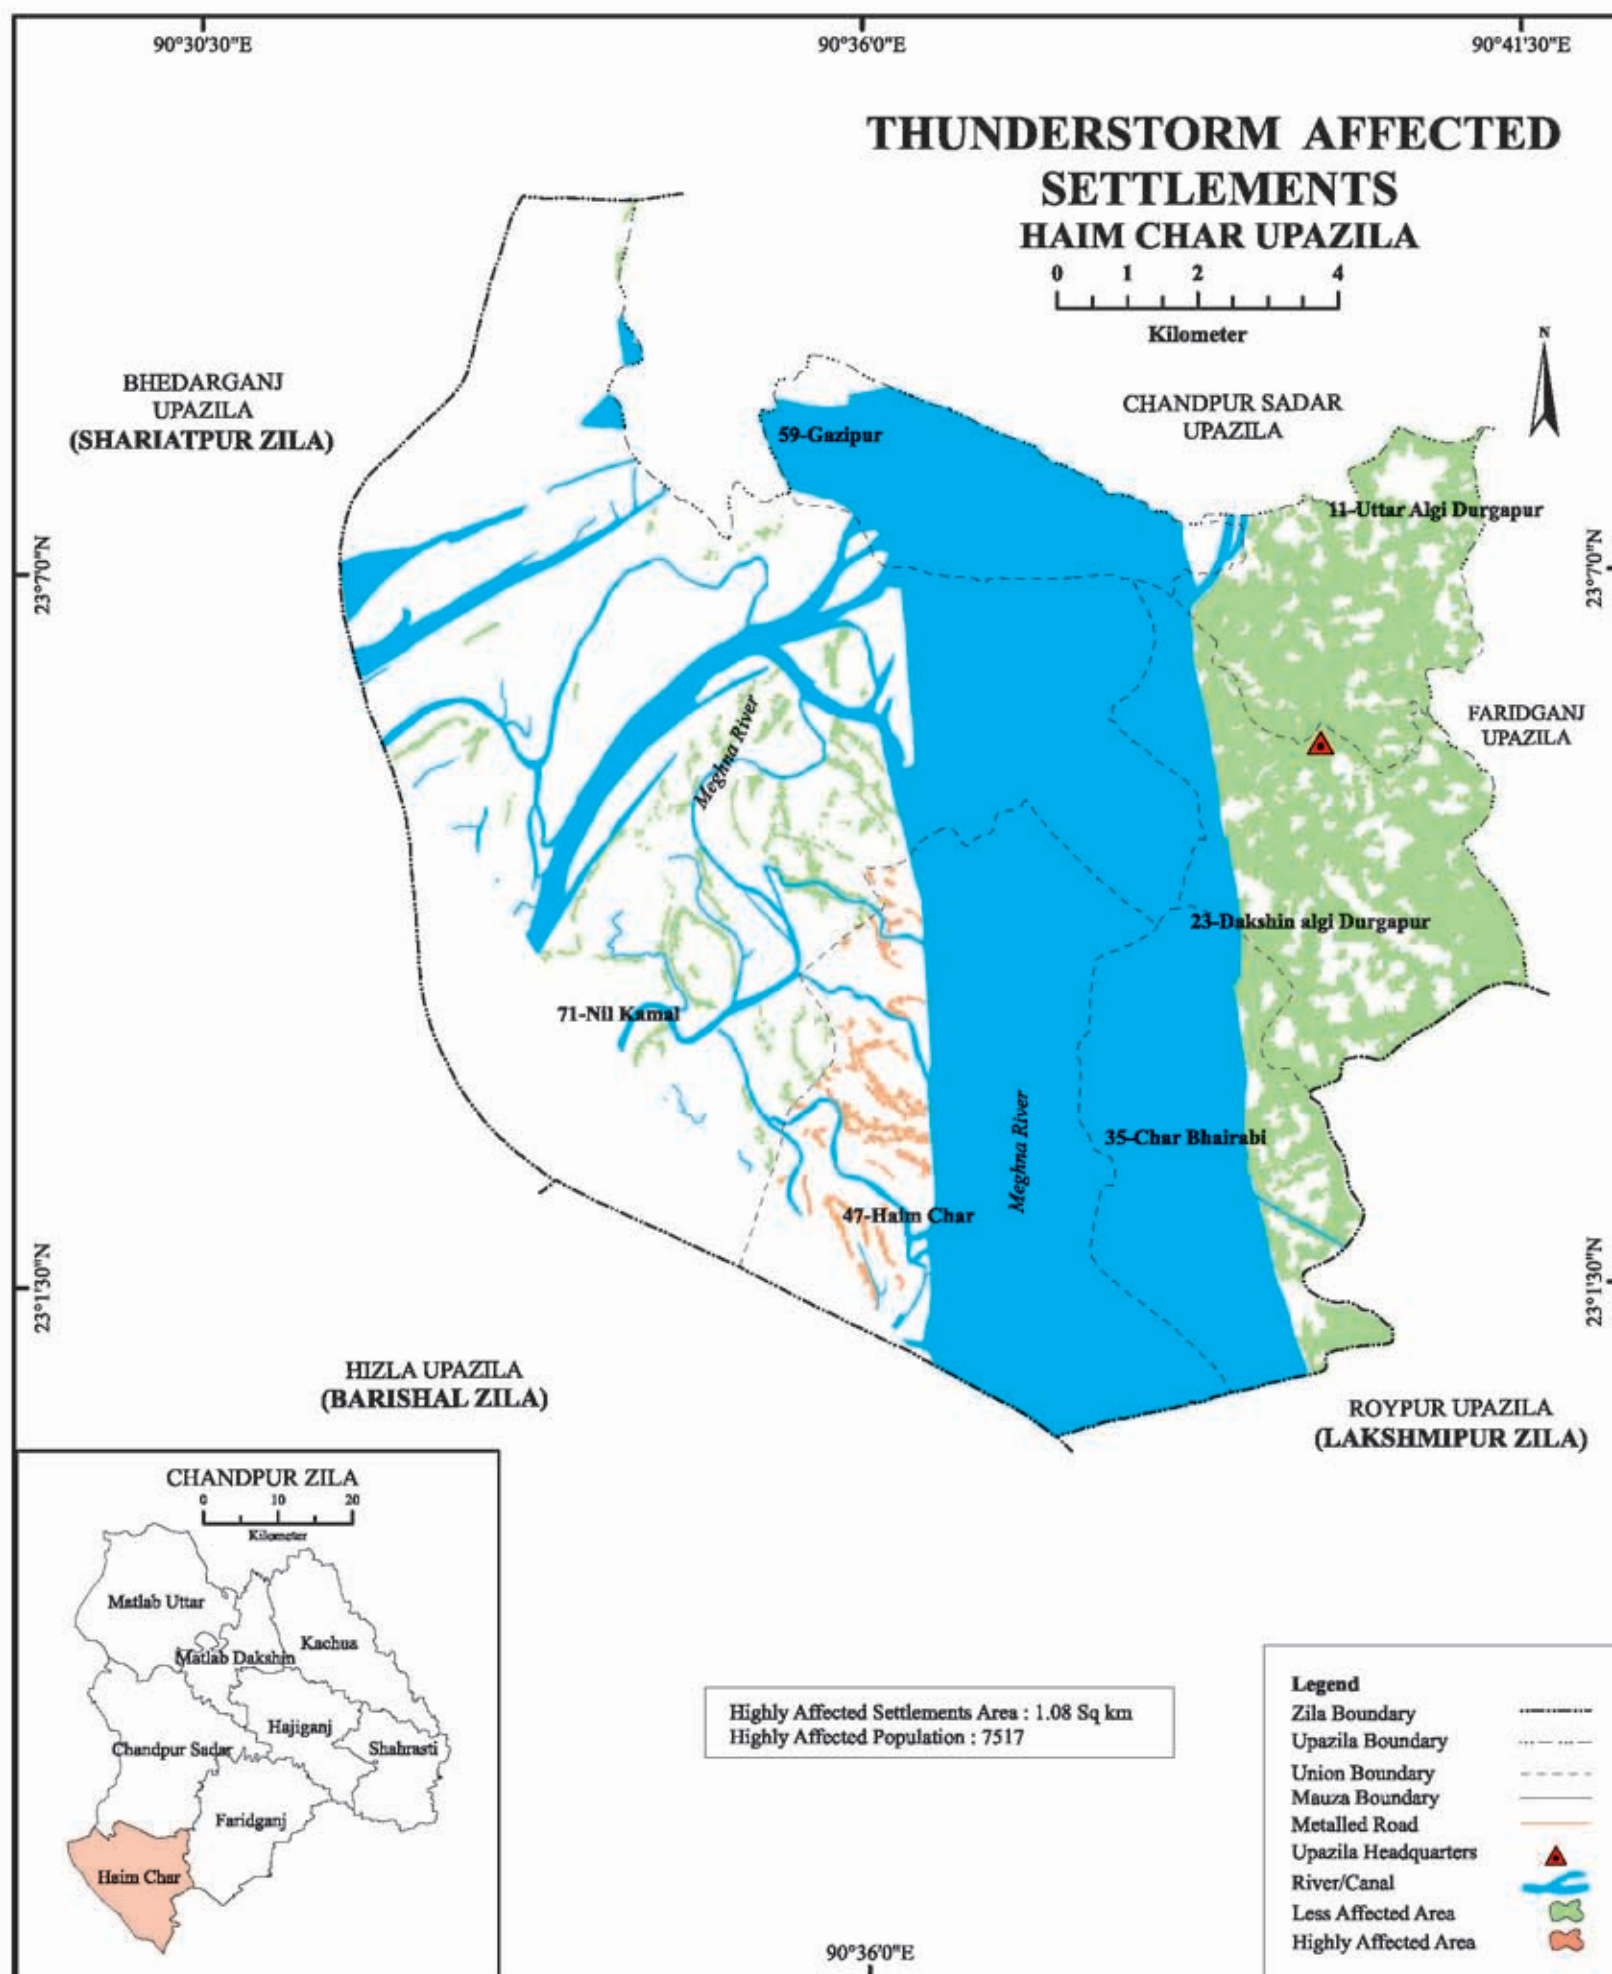 90°30'30"E
90°36'0"E
90°41'30"E
THUNDERSTORM AFFECTED
SETTLEMENTS
HAIM CHAR UPAZILA
0 1 2 4
Kilometer
N
BHEDARGANJ
UPAZILA
(SHARIATPUR ZILA)
CHANDPUR SADAR
UPAZILA
59-Gazipur
11-Uttar Algi Durgapur
23°7'0"N
23°7'0"N
FARIDGANJ
UPAZILA
Meghna River
23-Dakshin algi Durgapur
71-Nil Kamal
Meghna River
35-Char Bhairabi
47-Haim Char
23°1'30"N
23°1'30"N
HIZLA UPAZILA
(BARISHAL ZILA)
ROYPUR UPAZILA
(LAKSHMIPUR ZILA)
CHANDPUR ZILA
0 10 20
Kilometer
Matlab Uttar
Kachua
Matlab Dakshin
Hajiganj
Chandpur Sadar
Shahrasti
Faridganj
Haim Char
Highly Affected Settlements Area : 1.08 Sq km
Highly Affected Population : 7517
Legend
Zila Boundary
Upazila Boundary
Union Boundary
Mauza Boundary
Metalled Road
Upazila Headquarters
River/Canal
Less Affected Area
Highly Affected Area
90°36'0"E